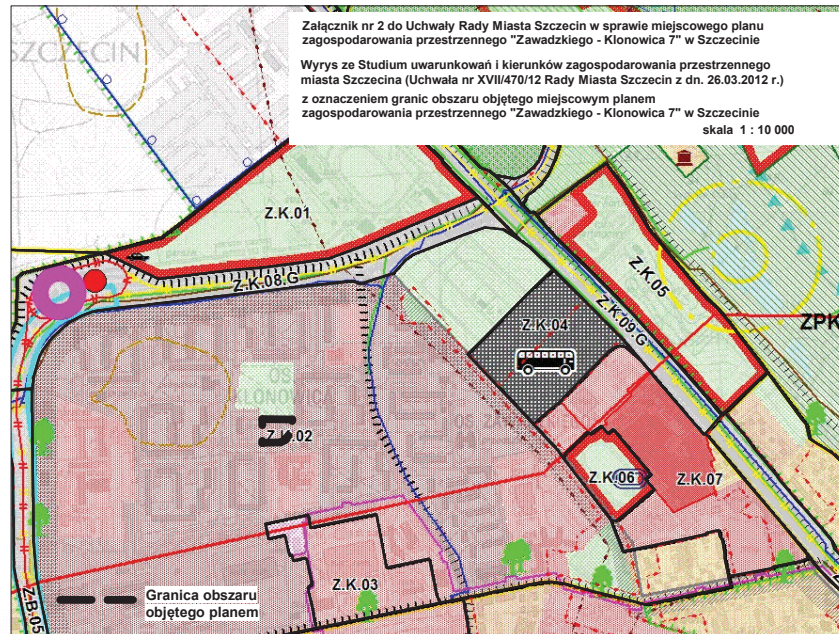 SZCZECIN
Załącznik nr 2 do Uchwały Rady Miasta Szczecin w sprawie miejscowego planu
zagospodarowania przestrzennego "Zawadzkiego - Klonowica 7" w Szczecinie
Wyrys ze Studium uwarunkowań i kierunków zagospodarowania przestrzennego
miasta Szczecina (Uchwała nr XVII/470/12 Rady Miasta Szczecin z dn. 26.03.2012 r.)
z oznaczeniem granic obszaru objętego miejscowym planem
zagospodarowania przestrzennego "Zawadzkiego - Klonowica 7" w Szczecinie
skala 1 : 10 000
Z.K.01
Z.K.08.G
Z.K.05
Z.K.09.G
ZPK
Z.K.04
OS.
KLONOWICA
Z.K.02
Z.K.06
Z.K.07
Z.K.03
Z.B.05
Granica obszaru
objętego planem